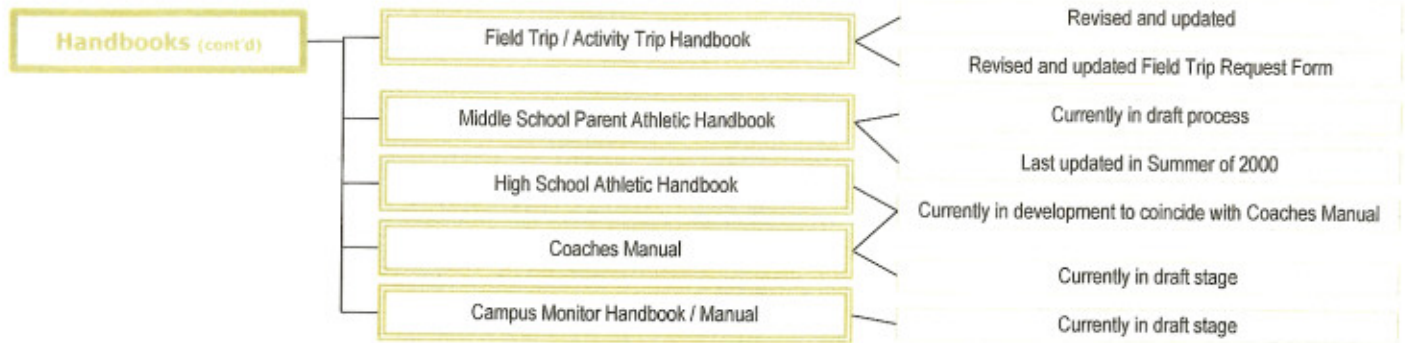 Handbooks (cont'd)
Field Trip / Activity Trip Handbook
Revised and updated
Revised and updated Field Trip Request Form
Middle School Parent Athletic Handbook
Currently in draft process
Last updated in Summer of 2000
High School Athletic Handbook
Currently in development to coincide with Coaches Manual
Coaches Manual
Currently in draft stage
Campus Monitor Handbook / Manual
Currently in draft stage